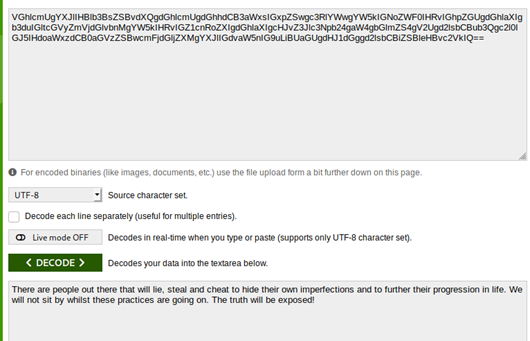 VGhlcmUgYXJlIHBlb3BsZSBvdXQgdGhlcmUgdGhhdCB3aWxsIGxpZSwgc3RlYWwgYW5kIGNoZWF0IHRvIGhpZGUgdGhlaXIg
b3duIGltcGVyZmVjdGlvbnMgYW5kIHRvIGZ1cnRoZXIgdGhlaXIgcHJvZ3Jlc3Npb24gaW4gbGlmZS4gV2Ugd2lsbCBub3Qgc2l0I
GJ5IHdoaWxzdCB0aGVzZSBwcmFjdGljZXMgYXJlIGdvaW5nIG9uLiBUaGUgdHJ1dGggd2lsbCBiZSBleHBvc2VkIQ==
For encoded binaries (like images, documents, etc.) use the file upload form a bit further down on this page.
UTF-8 Source character set.
Decode each line separately (useful for multiple entries).
Live mode OFF Decodes in real-time when you type or paste (supports only UTF-8 character set).
< DECODE > Decodes your data into the textarea below.
There are people out there that will lie, steal and cheat to hide their own imperfections and to further their progression in life. We
will not sit by whilst these practices are going on. The truth will be exposed!